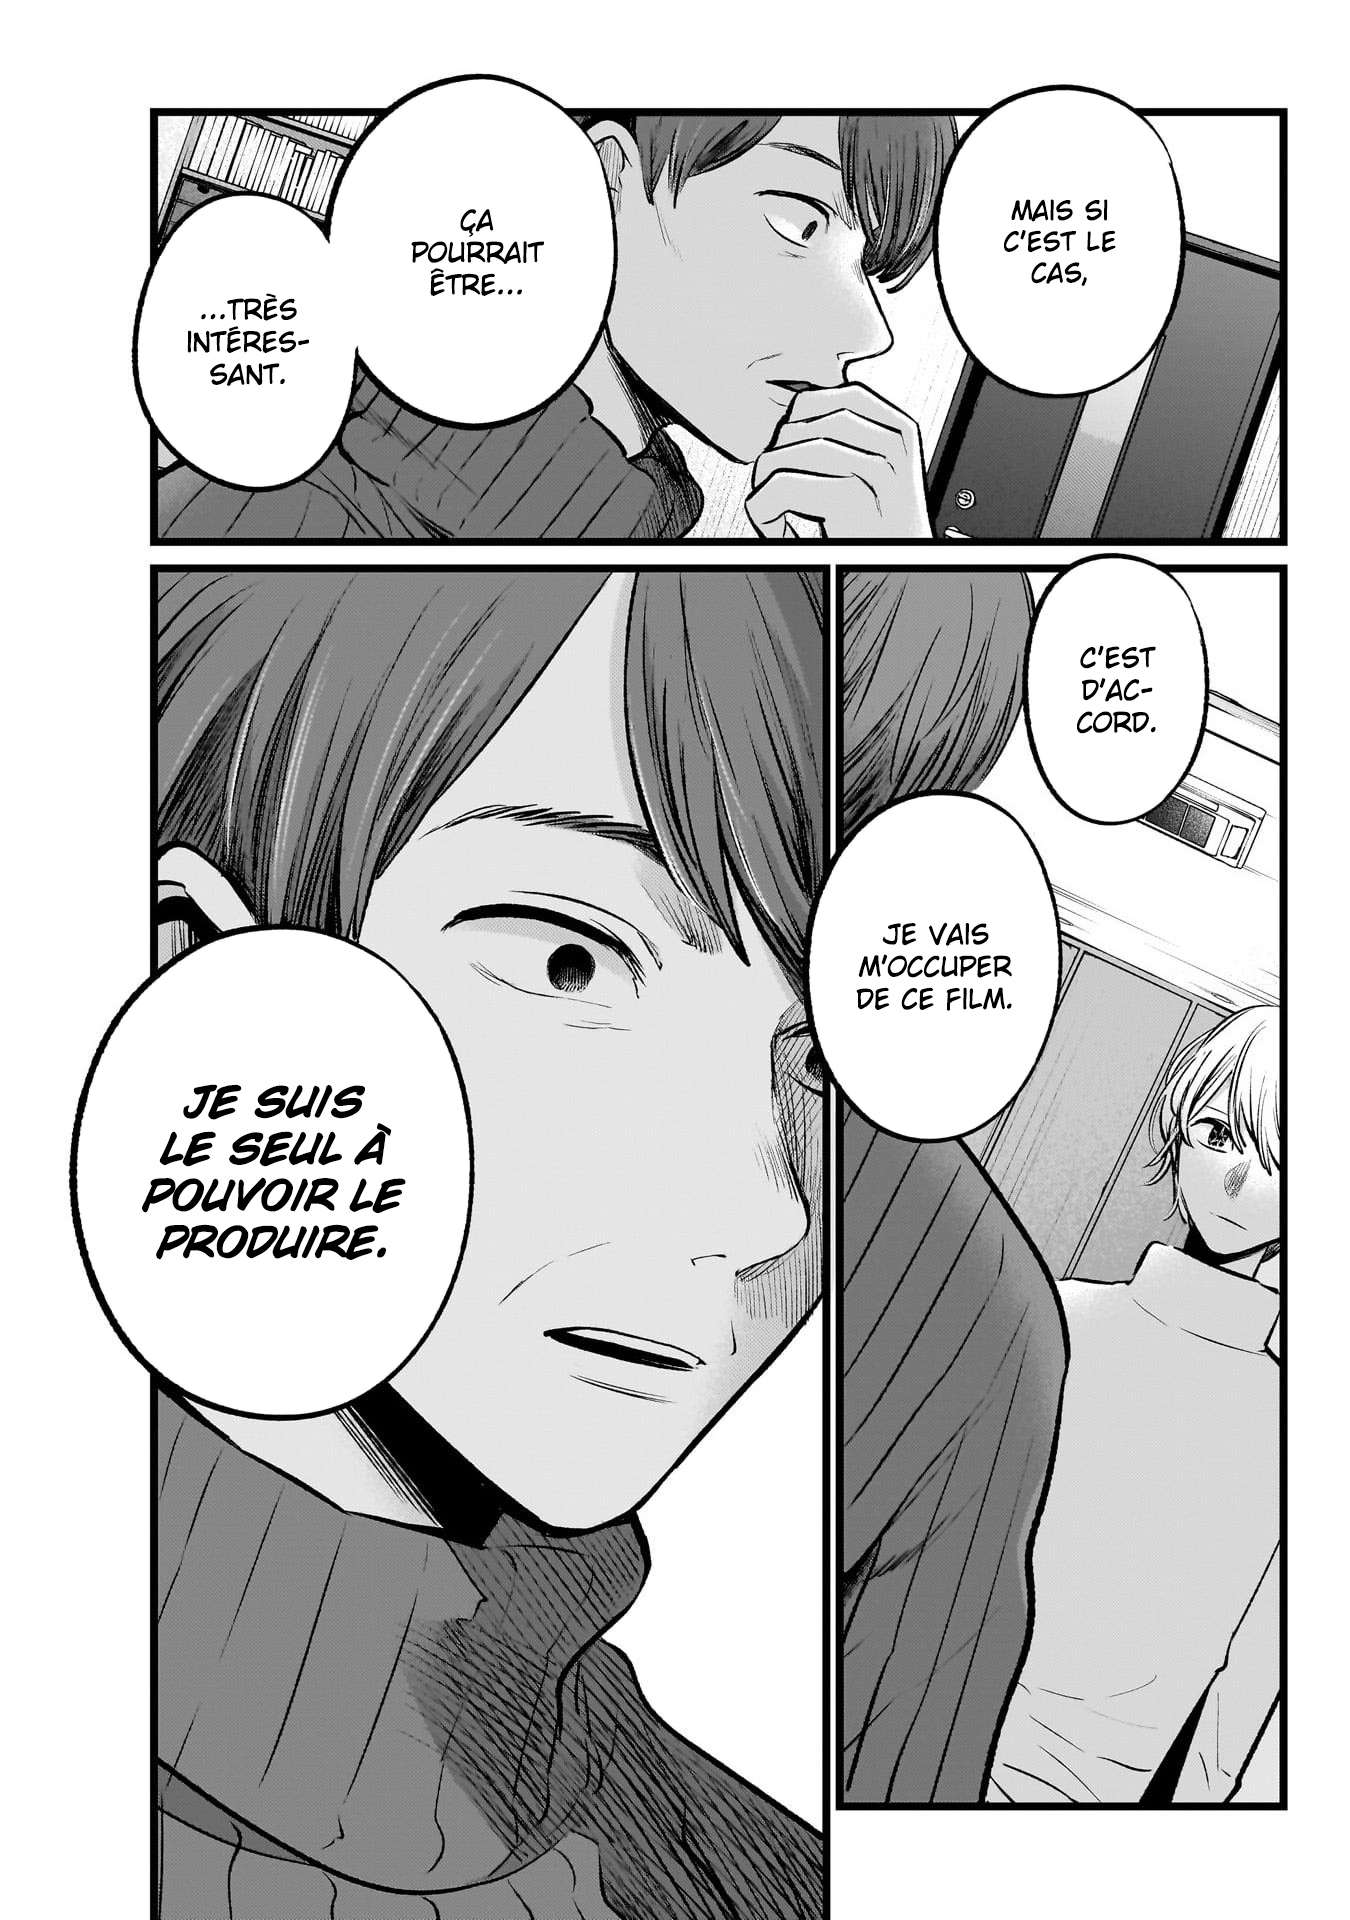 MAIS SI
C'EST LE
CAS,
ÇA
POURRAIT
ÊTRE...
...TRÈS
INTÉRES-
SANT.
C'EST
D'AC-
CORD.
JE VAIS
M'OCCUPER
DE CE FILM.
JE SUIS
LE SEUL À
POUVOIR LE
PRODUIRE.